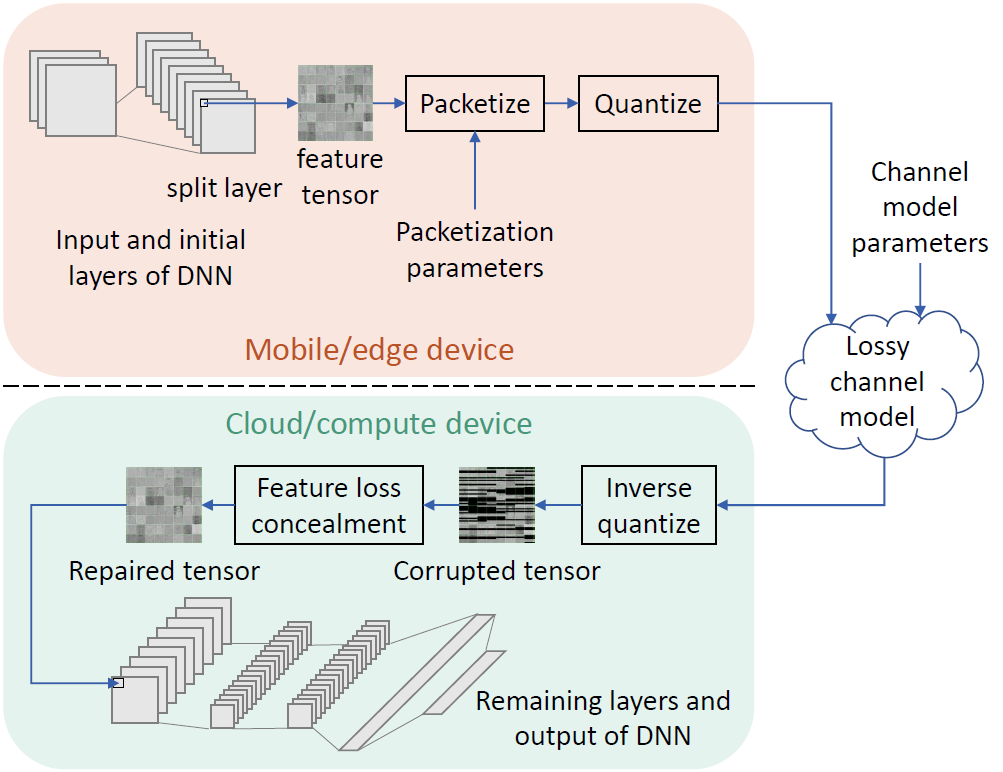 Packetize
Quantize
feature
tensor
split layer
Input and initial
layers of DNN
Packetization
parameters
Channel
model
parameters
Mobile/edge device
Lossy
channel
model
Cloud/compute device
Feature loss
concealment
Inverse
quantize
Repaired tensor
Corrupted tensor
Remaining layers and
output of DNN